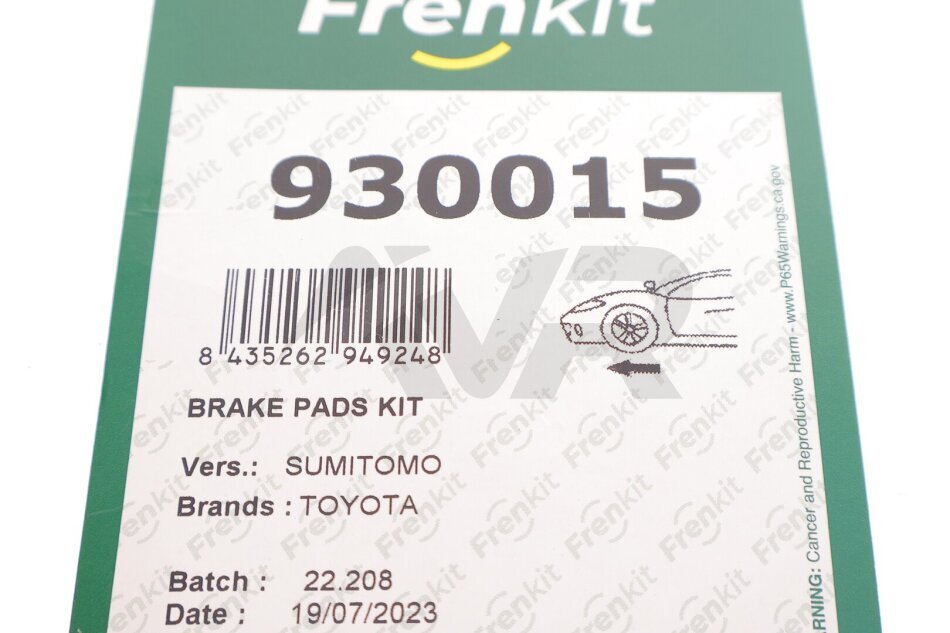 Frenkit
930015
8 435262 949248
BRAKE PADS KIT
Vers.: SUMITOMO
Brands : TOYOTA
Batch : 22.208
Date : 19/07/2023
ARNING: Cancer and Reproductive Harm - www.P65Warnings.ca.gov